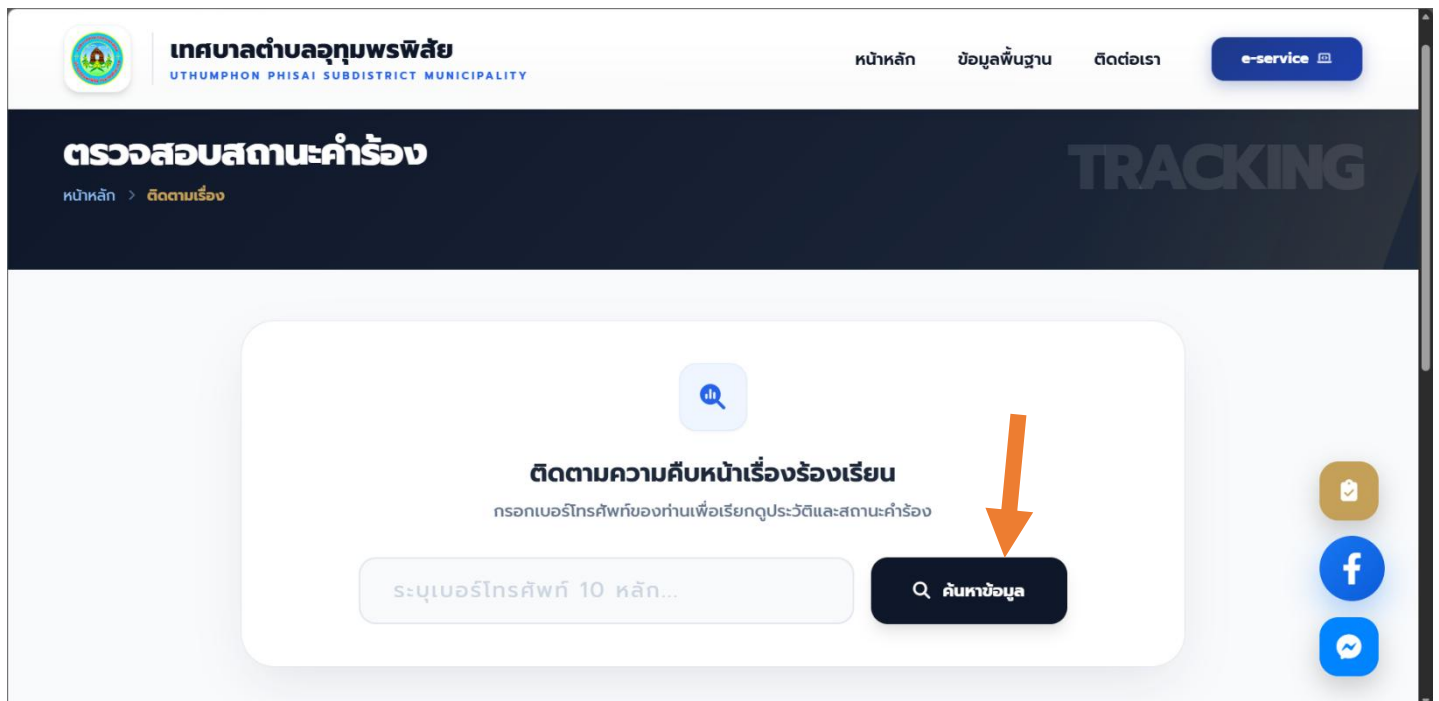 เทศบาลตำบลอุทุมพรพิสัย
UTHUMPHON PHISAI SUBDISTRICT MUNICIPALITY
หน้าหลัก ข้อมูลพื้นฐาน ติดต่อเรา e-service
ตรวจสอบสถานะคำร้อง
TRACKING
หน้าหลัก > ติดตามเรื่อง
ติดตามความคืบหน้าเรื่องร้องเรียน
กรอกเบอร์โทรศัพท์ของท่านเพื่อเรียกดูประวัติและสถานะคำร้อง
ระบุเบอร์โทรศัพท์ 10 หลัก...
ค้นหาข้อมูล